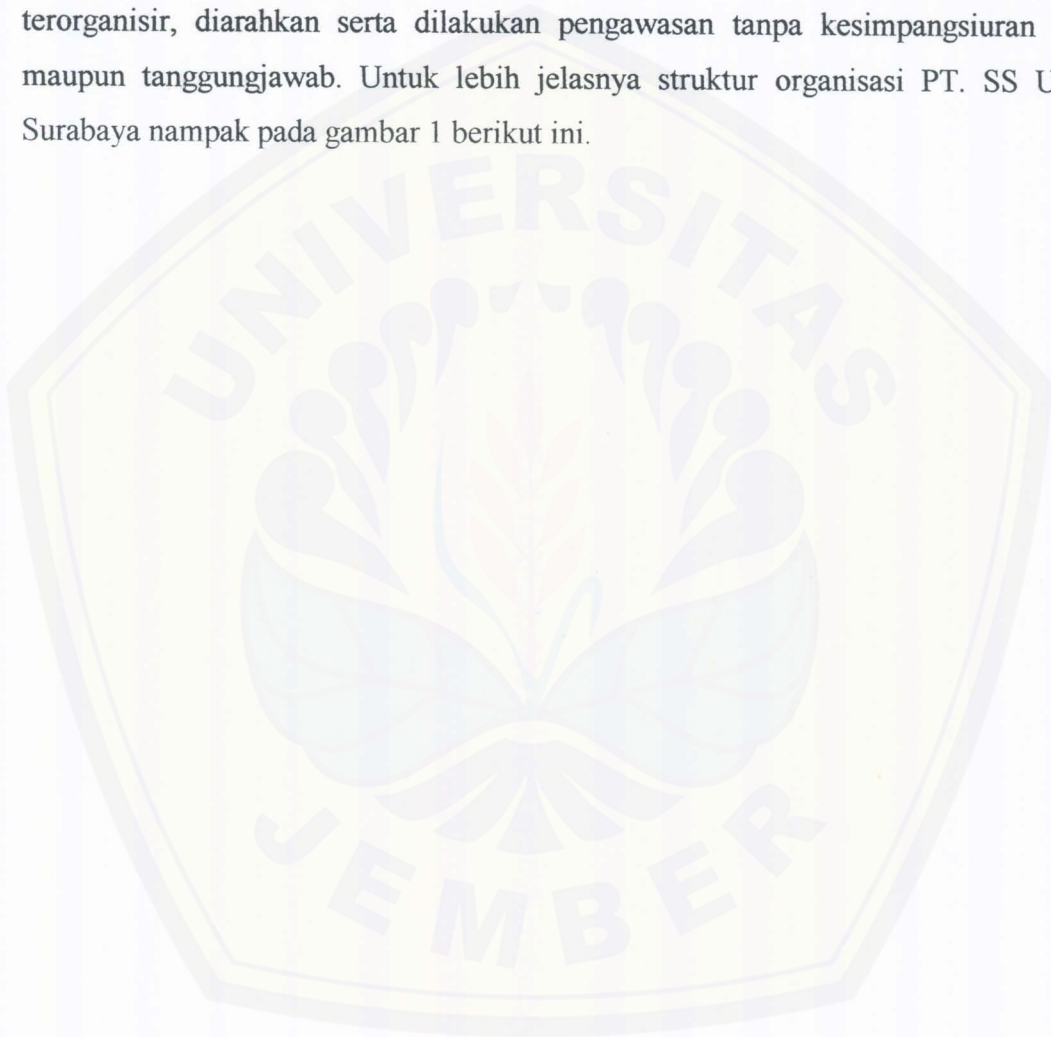 terorganisir, diarahkan serta dilakukan pengawasan tanpa kesimpangsiuran
maupun tanggungjawab. Untuk lebih jelasnya struktur organisasi PT. SS U
Surabaya nampak pada gambar 1 berikut ini.
UNIVERSITAS
JEMBER